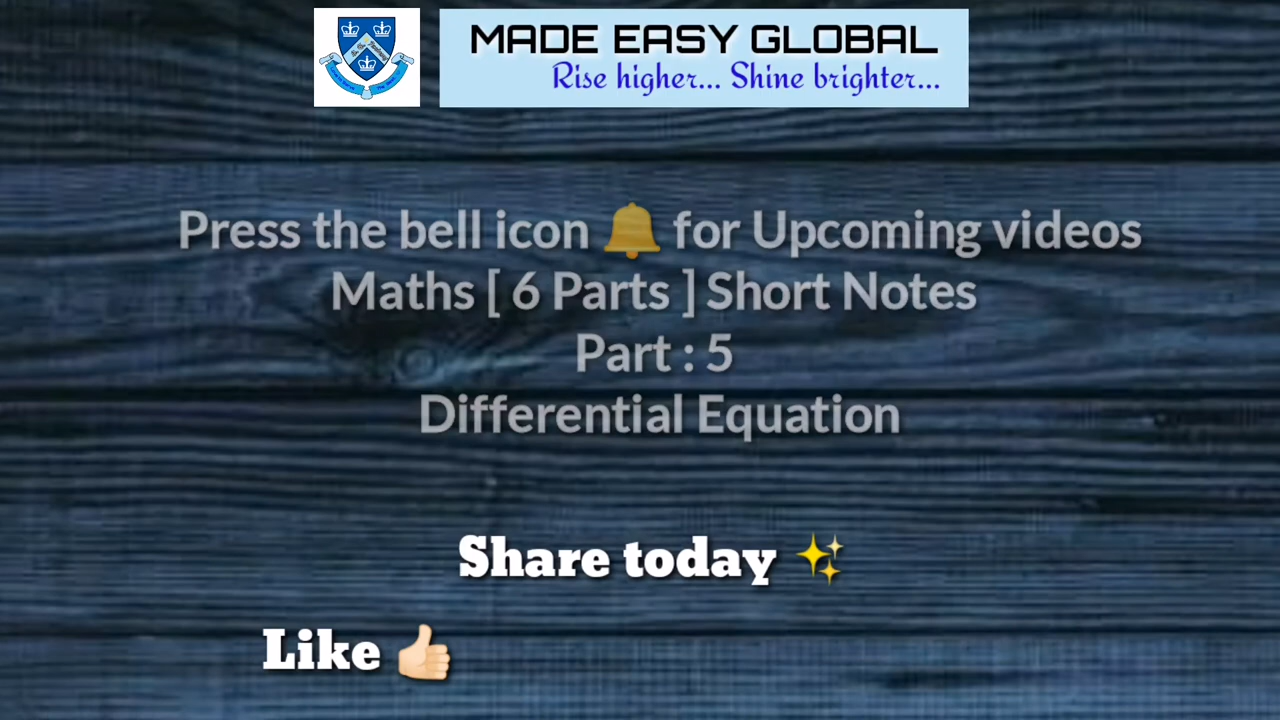 MADE EASY GLOBAL
Rise higher... Shine brighter...
Press the bell icon 🔔 for Upcoming videos
Maths [ 6 Parts ] Short Notes
Part : 5
Differential Equation
Share today ✨
Like 👍🏻